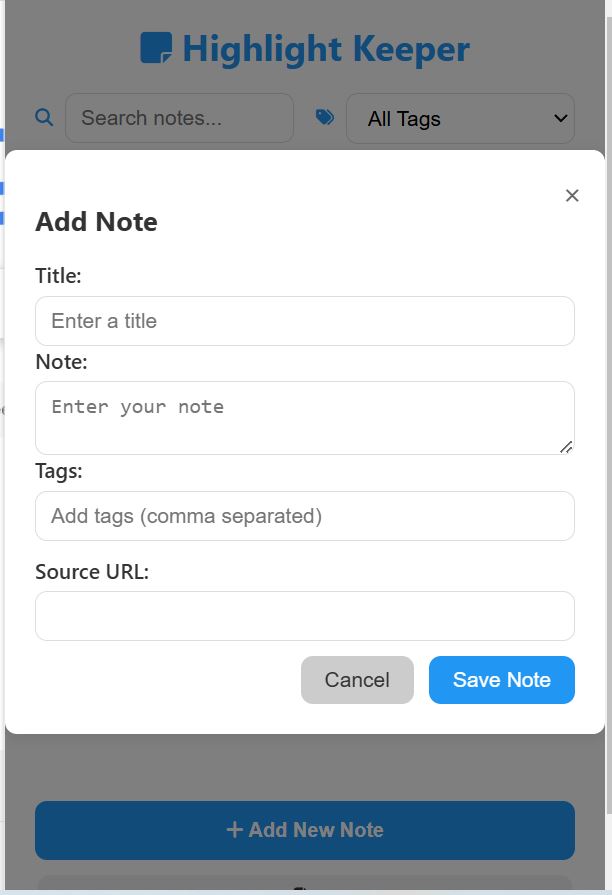 Highlight Keeper
Search notes... All Tags
×
Add Note
Title:
Enter a title
Note:
Enter your note
Tags:
Add tags (comma separated)
Source URL:
Cancel Save Note
+ Add New Note